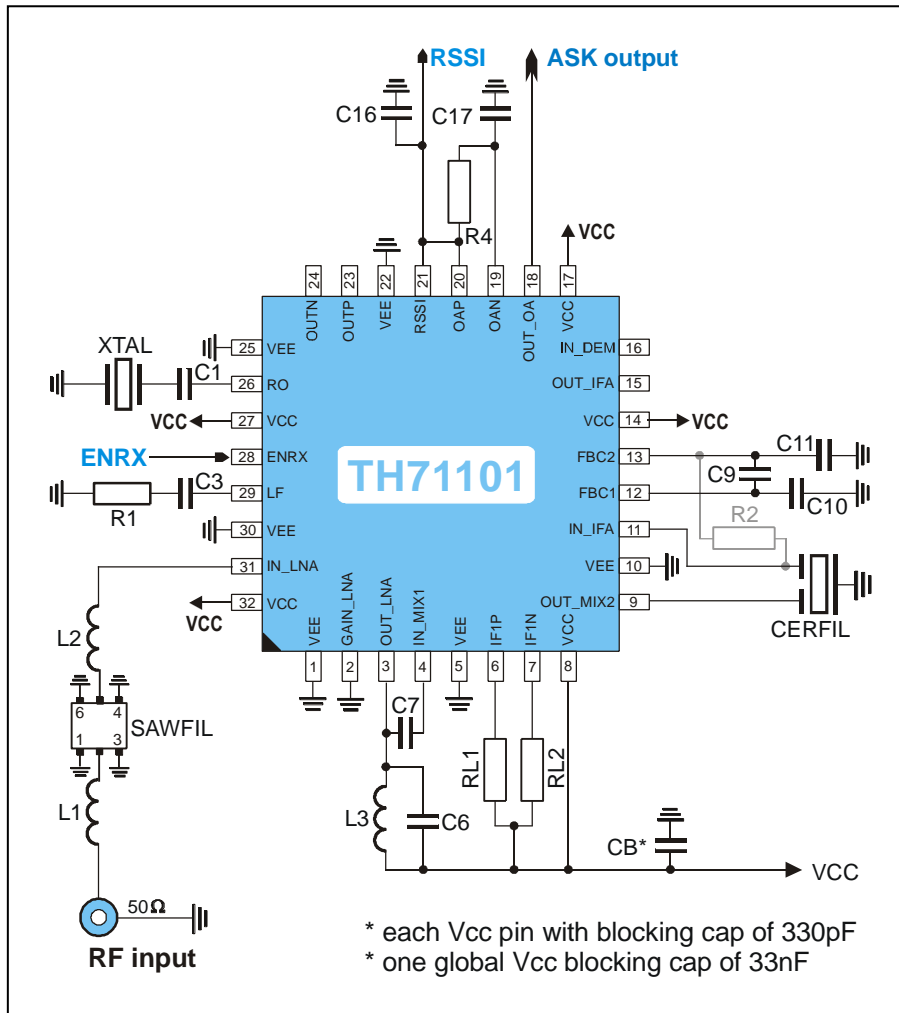 RSSI
ASK output
C16
C17
R4
VCC
24
23
22
21
20
19
18
17
OUTN
OUTP
VEE
RSSI
OAP
OAN
OUT_OA
VCC
XTAL
C1
25 VEE
26 RO
VCC 27 VCC
ENRX 28 ENRX
C3
29 LF
R1
30 VEE
31 IN_LNA
VCC 32 VCC
TH71101
IN_DEM 16
OUT_IFA 15
VCC 14 VCC
FBC2 13
C11
C9
FBC1 12
C10
R2
IN_IFA 11
VEE 10
OUT_MIX2 9
CERFIL
VEE
GAIN_LNA
OUT_LNA
IN_MIX1
VEE
IF1P
IF1N
VCC
1
2
3
4
5
6
7
8
L2
6 4
1 3
SAWFIL
L1
C7
L3
C6
RL1
RL2
CB*
VCC
50Ω
RF input
* each Vcc pin with blocking cap of 330pF
* one global Vcc blocking cap of 33nF